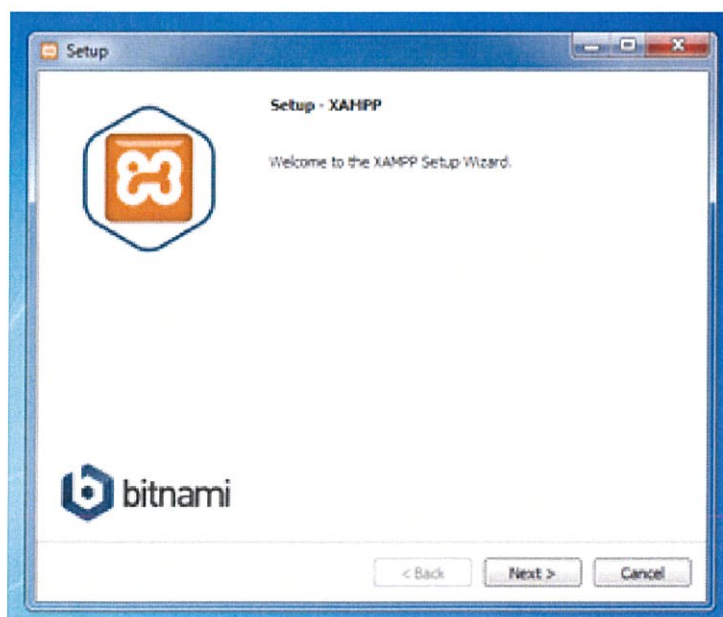 Setup
Setup - XAMPP
Welcome to the XAMPP Setup Wizard.
bitnami
< Back
Next >
Cancel